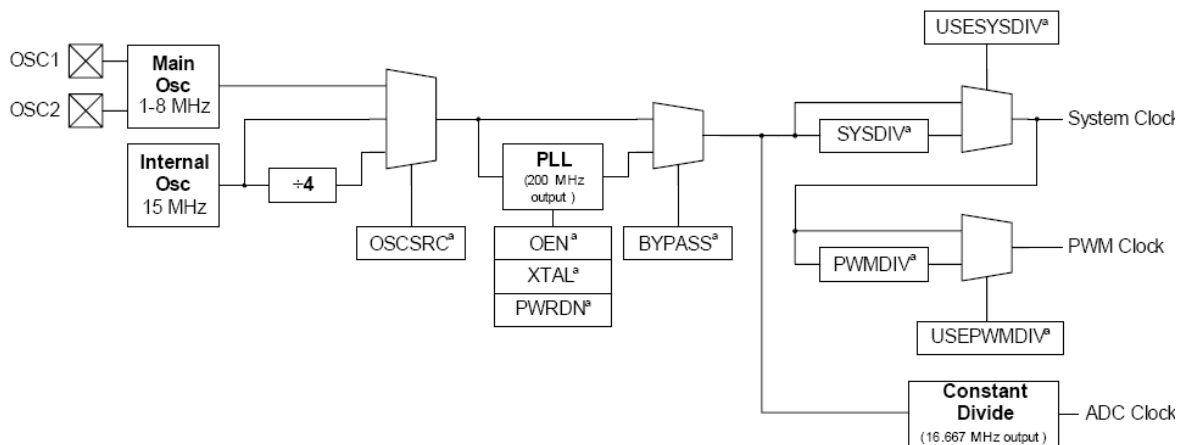 OSC1
OSC2
Main
Osc
1-8 MHz
Internal
Osc
15 MHz
÷4
OSCSRCª
PLL
(200 MHz
output )
OENª
XTALª
PWRDNª
BYPASSª
USESYSDIVª
SYSDIVª
System Clock
PWMDIVª
PWM Clock
USEPWMDIVª
Constant
Divide
(16.667 MHz output )
ADC Clock